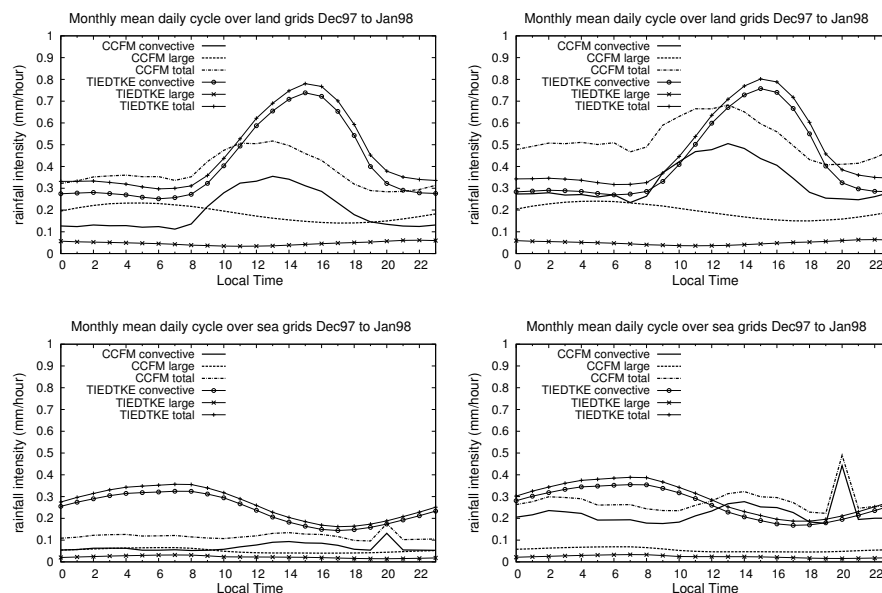 Monthly mean daily cycle over land grids Dec97 to Jan98
rainfall intensity (mm/hour)
1
0.9
0.8
0.7
0.6
0.5
0.4
0.3
0.2
0.1
0
CCFM convective
CCFM large
CCFM total
TIEDTKE convective
TIEDTKE large
TIEDTKE total
0 2 4 6 8 10 12 14 16 18 20 22
Local Time
Monthly mean daily cycle over land grids Dec97 to Jan98
rainfall intensity (mm/hour)
1
0.9
0.8
0.7
0.6
0.5
0.4
0.3
0.2
0.1
0
CCFM convective
CCFM large
CCFM total
TIEDTKE convective
TIEDTKE large
TIEDTKE total
0 2 4 6 8 10 12 14 16 18 20 22
Local Time
Monthly mean daily cycle over sea grids Dec97 to Jan98
rainfall intensity (mm/hour)
1
0.9
0.8
0.7
0.6
0.5
0.4
0.3
0.2
0.1
0
CCFM convective
CCFM large
CCFM total
TIEDTKE convective
TIEDTKE large
TIEDTKE total
0 2 4 6 8 10 12 14 16 18 20 22
Local Time
Monthly mean daily cycle over sea grids Dec97 to Jan98
rainfall intensity (mm/hour)
1
0.9
0.8
0.7
0.6
0.5
0.4
0.3
0.2
0.1
0
CCFM convective
CCFM large
CCFM total
TIEDTKE convective
TIEDTKE large
TIEDTKE total
0 2 4 6 8 10 12 14 16 18 20 22
Local Time